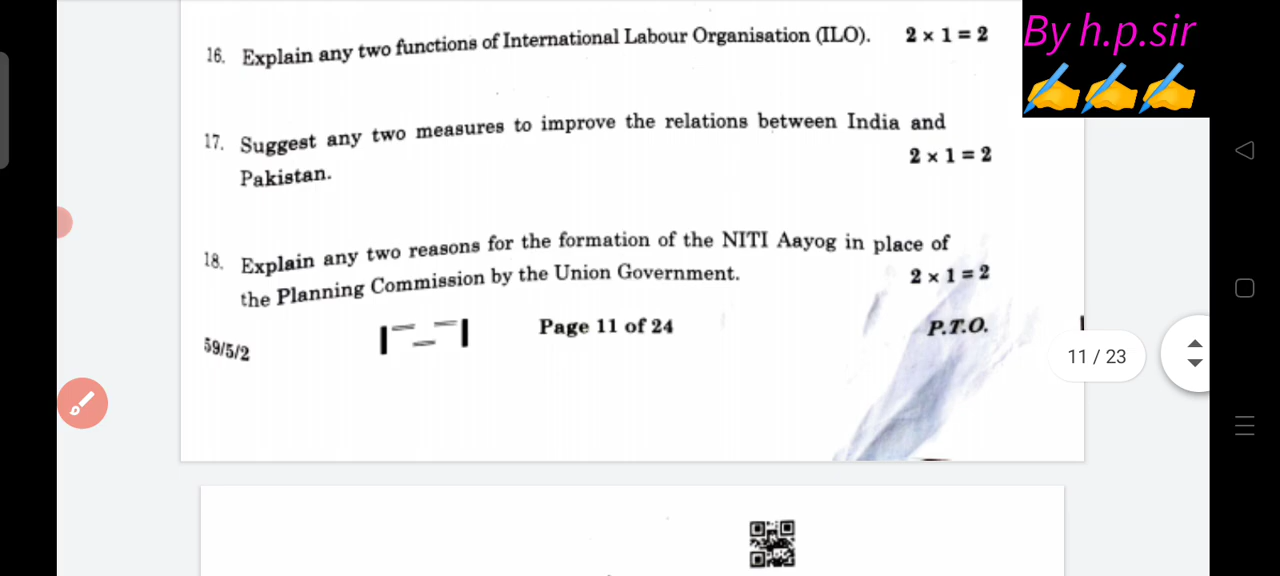 By h.p.sir
16. Explain any two functions of International Labour Organisation (ILO). 2 × 1 = 2
17. Suggest any two measures to improve the relations between India and
Pakistan. 2 × 1 = 2
18. Explain any two reasons for the formation of the NITI Aayog in place of
the Planning Commission by the Union Government. 2 × 1 = 2
59/5/2 Page 11 of 24 P.T.O.
11 / 23